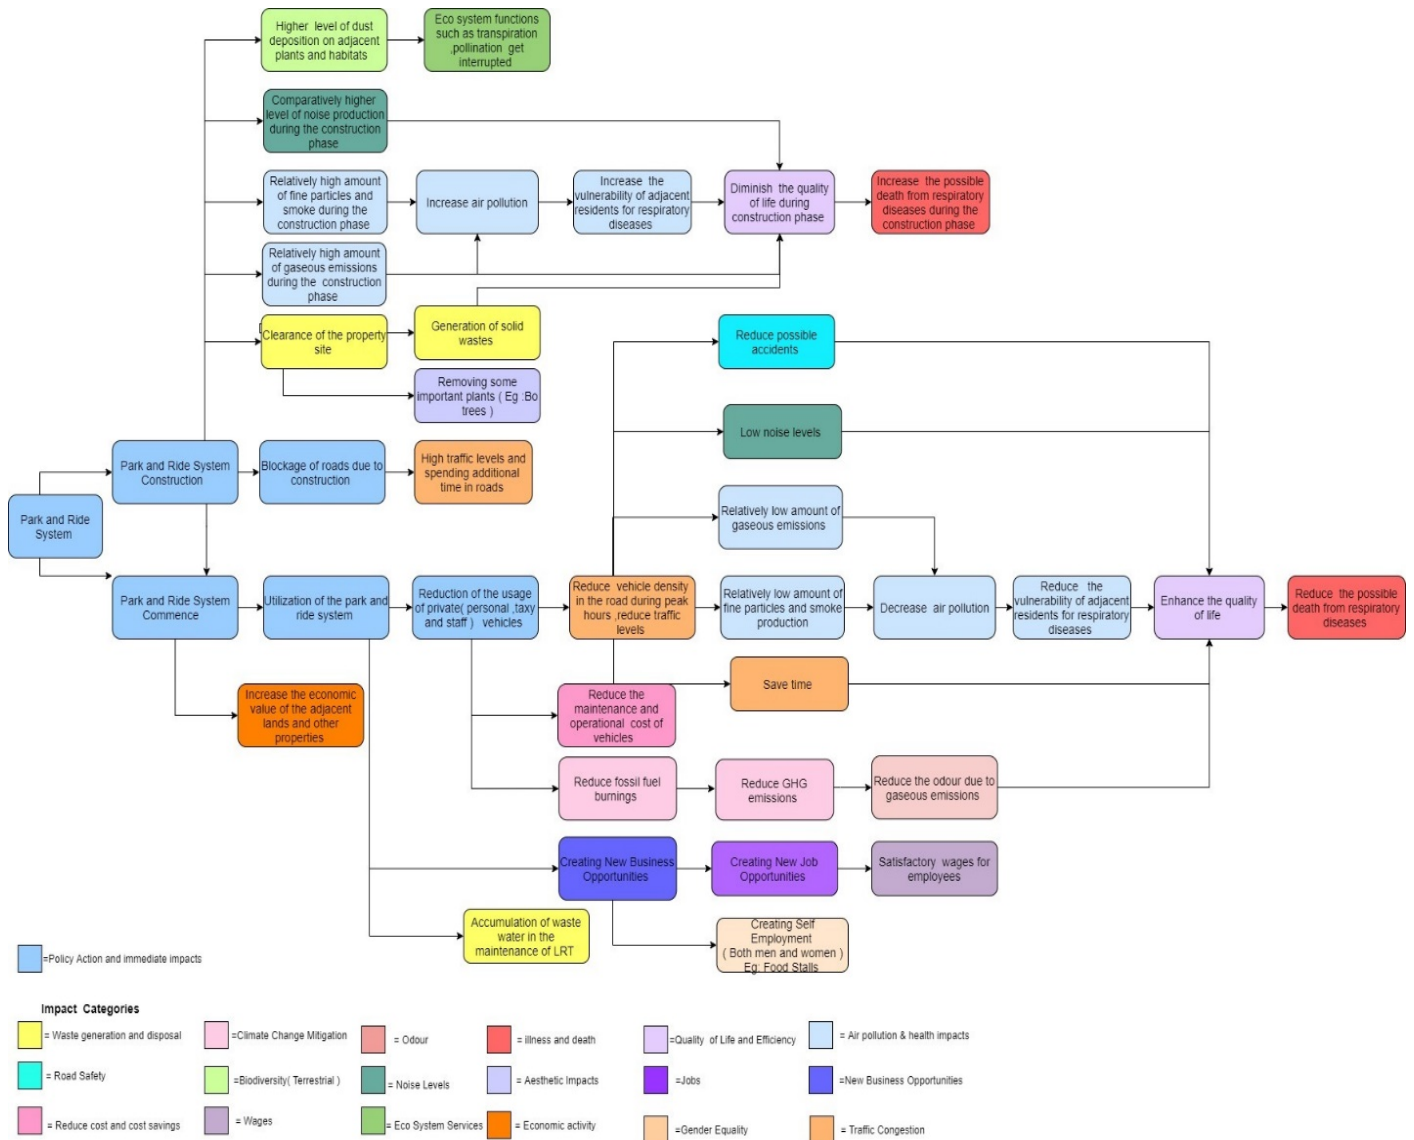 Higher level of dust
deposition on adjacent
plants and habitats
Eco system functions
such as transpiration
,pollination get
interrupted
Comparatively higher
level of noise production
during the construction
phase
Relatively high amount
of fine particles and
smoke during the
construction phase
Increase air pollution
Increase the
vulnerability of adjacent
residents for respiratory
diseases
Diminish the quality
of life during
construction phase
Increase the possible
death from respiratory
diseases during the
construction phase
Relatively high amount
of gaseous emissions
during the construction
phase
Clearance of the property
site
Generation of solid
wastes
Removing some
important plants ( Eg :Bo
trees )
Reduce possible
accidents
Low noise levels
Park and Ride System
Construction
Blockage of roads due to
construction
High traffic levels and
spending additional
time in roads
Park and Ride
System
Relatively low amount of
gaseous emissions
Park and Ride System
Commence
Utilization of the park and
ride system
Reduction of the usage
of private( personal ,taxy
and staff ) vehicles
Reduce vehicle density
in the road during peak
hours ,reduce traffic
levels
Relatively low amount of
fine particles and smoke
production
Decrease air pollution
Reduce the
vulnerability of adjacent
residents for respiratory
diseases
Enhance the quality
of life
Reduce the possible
death from respiratory
diseases
Increase the economic
value of the adjacent
lands and other
properties
Reduce the
maintenance and
operational cost of
vehicles
Save time
Reduce fossil fuel
burnings
Reduce GHG
emissions
Reduce the odour due to
gaseous emissions
Creating New Business
Opportunities
Creating New Job
Opportunities
Satisfactory wages for
employees
Accumulation of waste
water in the
maintenance of LRT
Creating Self
Employment
( Both men and women )
Eg: Food Stalls
=Policy Action and immediate impacts
Impact Categories
= Waste generation and disposal
=Climate Change Mitigation
= Odour
= illness and death
=Quality of Life and Efficiency
= Air pollution & health impacts
= Road Safety
=Biodiversity( Terrestrial )
= Noise Levels
= Aesthetic Impacts
=Jobs
=New Business Opportunities
= Reduce cost and cost savings
= Wages
= Eco System Services
= Economic activity
=Gender Equality
= Traffic Congestion